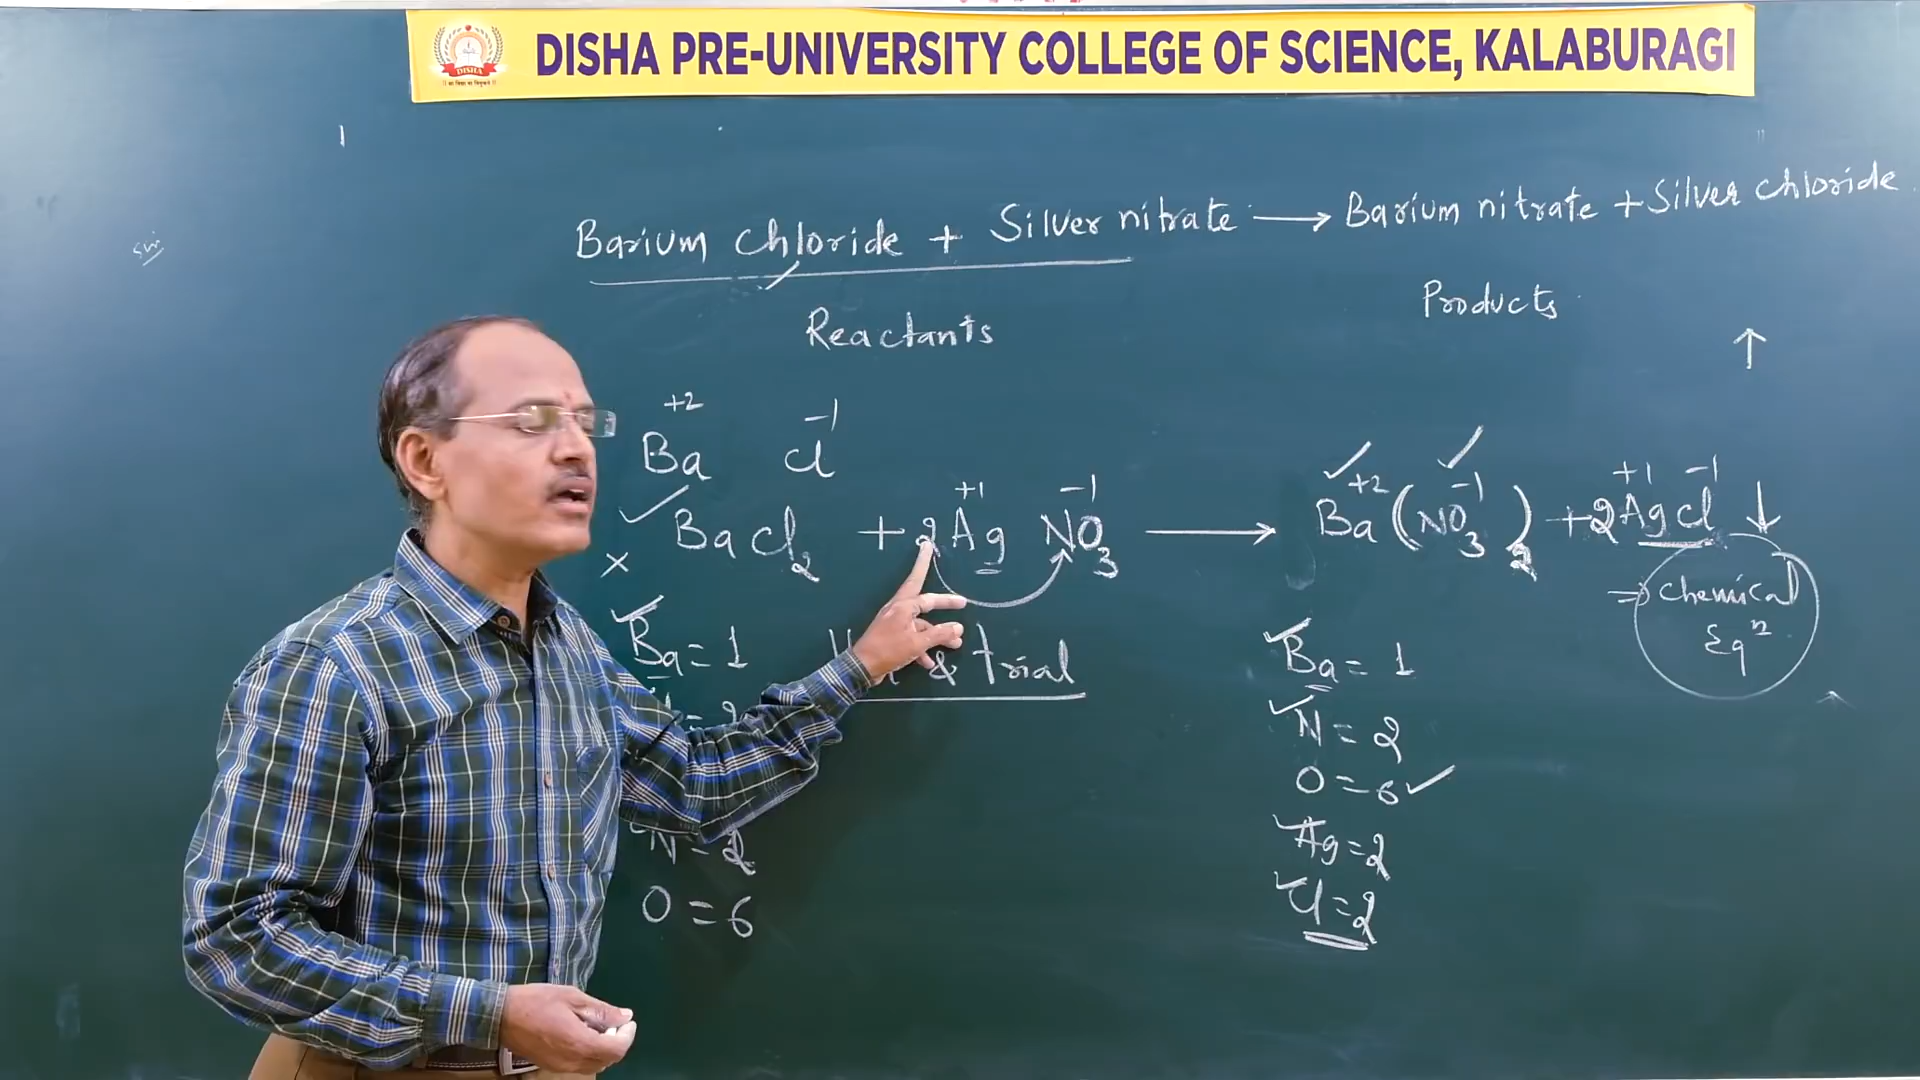 DISHA PRE-UNIVERSITY COLLEGE OF SCIENCE, KALABURAGI
DISHA
Barium chloride + Silver nitrate → Barium nitrate + Silver chloride
Reactants
Products
↑
+2 -1
Ba Cl
+1 -1 +2 -1 +1 -1
✓ BaCl₂ + 2AgNO₃ → Ba(NO₃)₂ + 2AgCl ↓
×
⇒ Chemical
Eqⁿ
Ba = 1
& trial
= 2
N = 2
O = 6
Ba = 1
N = 2
O = 6 ✓
Ag = 2
Cl = 2